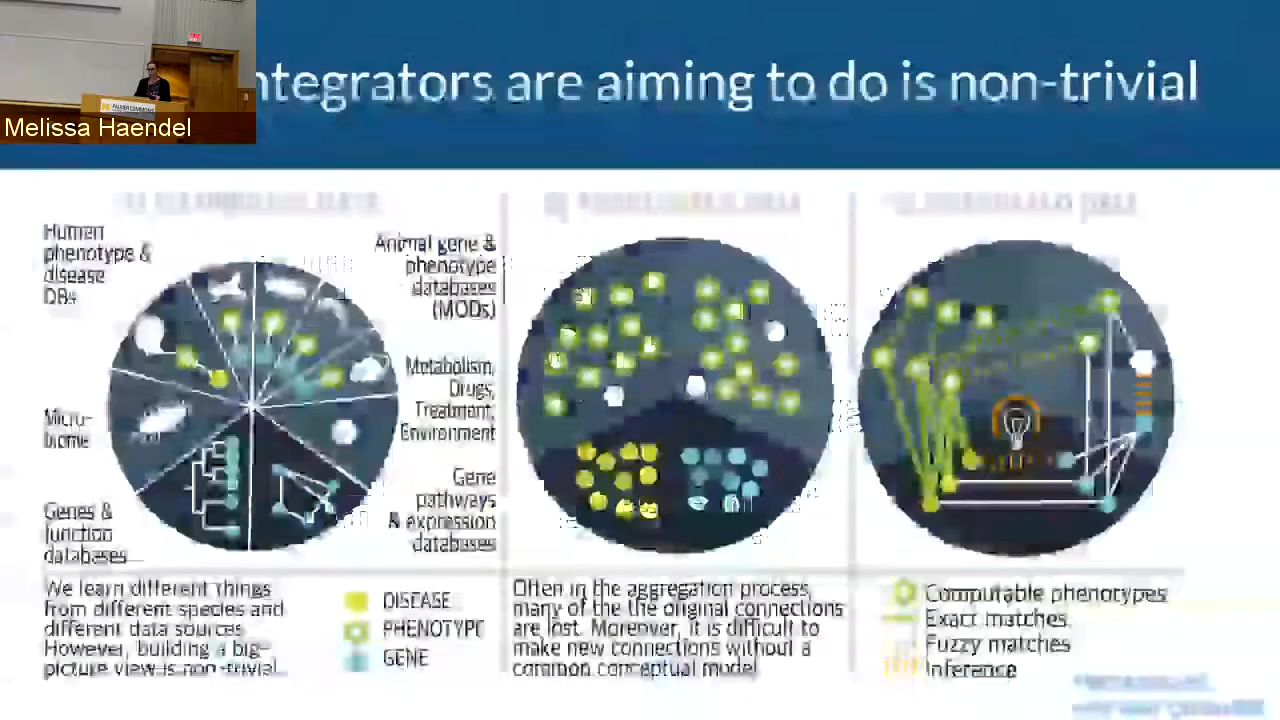 ntegrators are aiming to do is non-trivial
PALMER COMMONS
Melissa Haendel
Human
phenotype &
disease
DBs
Micro-
biome
Genes &
function
databases
Animal gene &
phenotype
databases
(MODs)
Metabolism,
Drugs,
Treatment,
Environment
Gene
pathways
& expression
databases
We learn different things
from different species and
different data sources.
However, building a big-
picture view is non-trivial.
DISEASE
PHENOTYPE
GENE
Often in the aggregation process,
many of the the original connections
are lost. Moreover, it is difficult to
make new connections without a
common conceptual model.
Computable phenotypes
Exact matches
Fuzzy matches
Inference